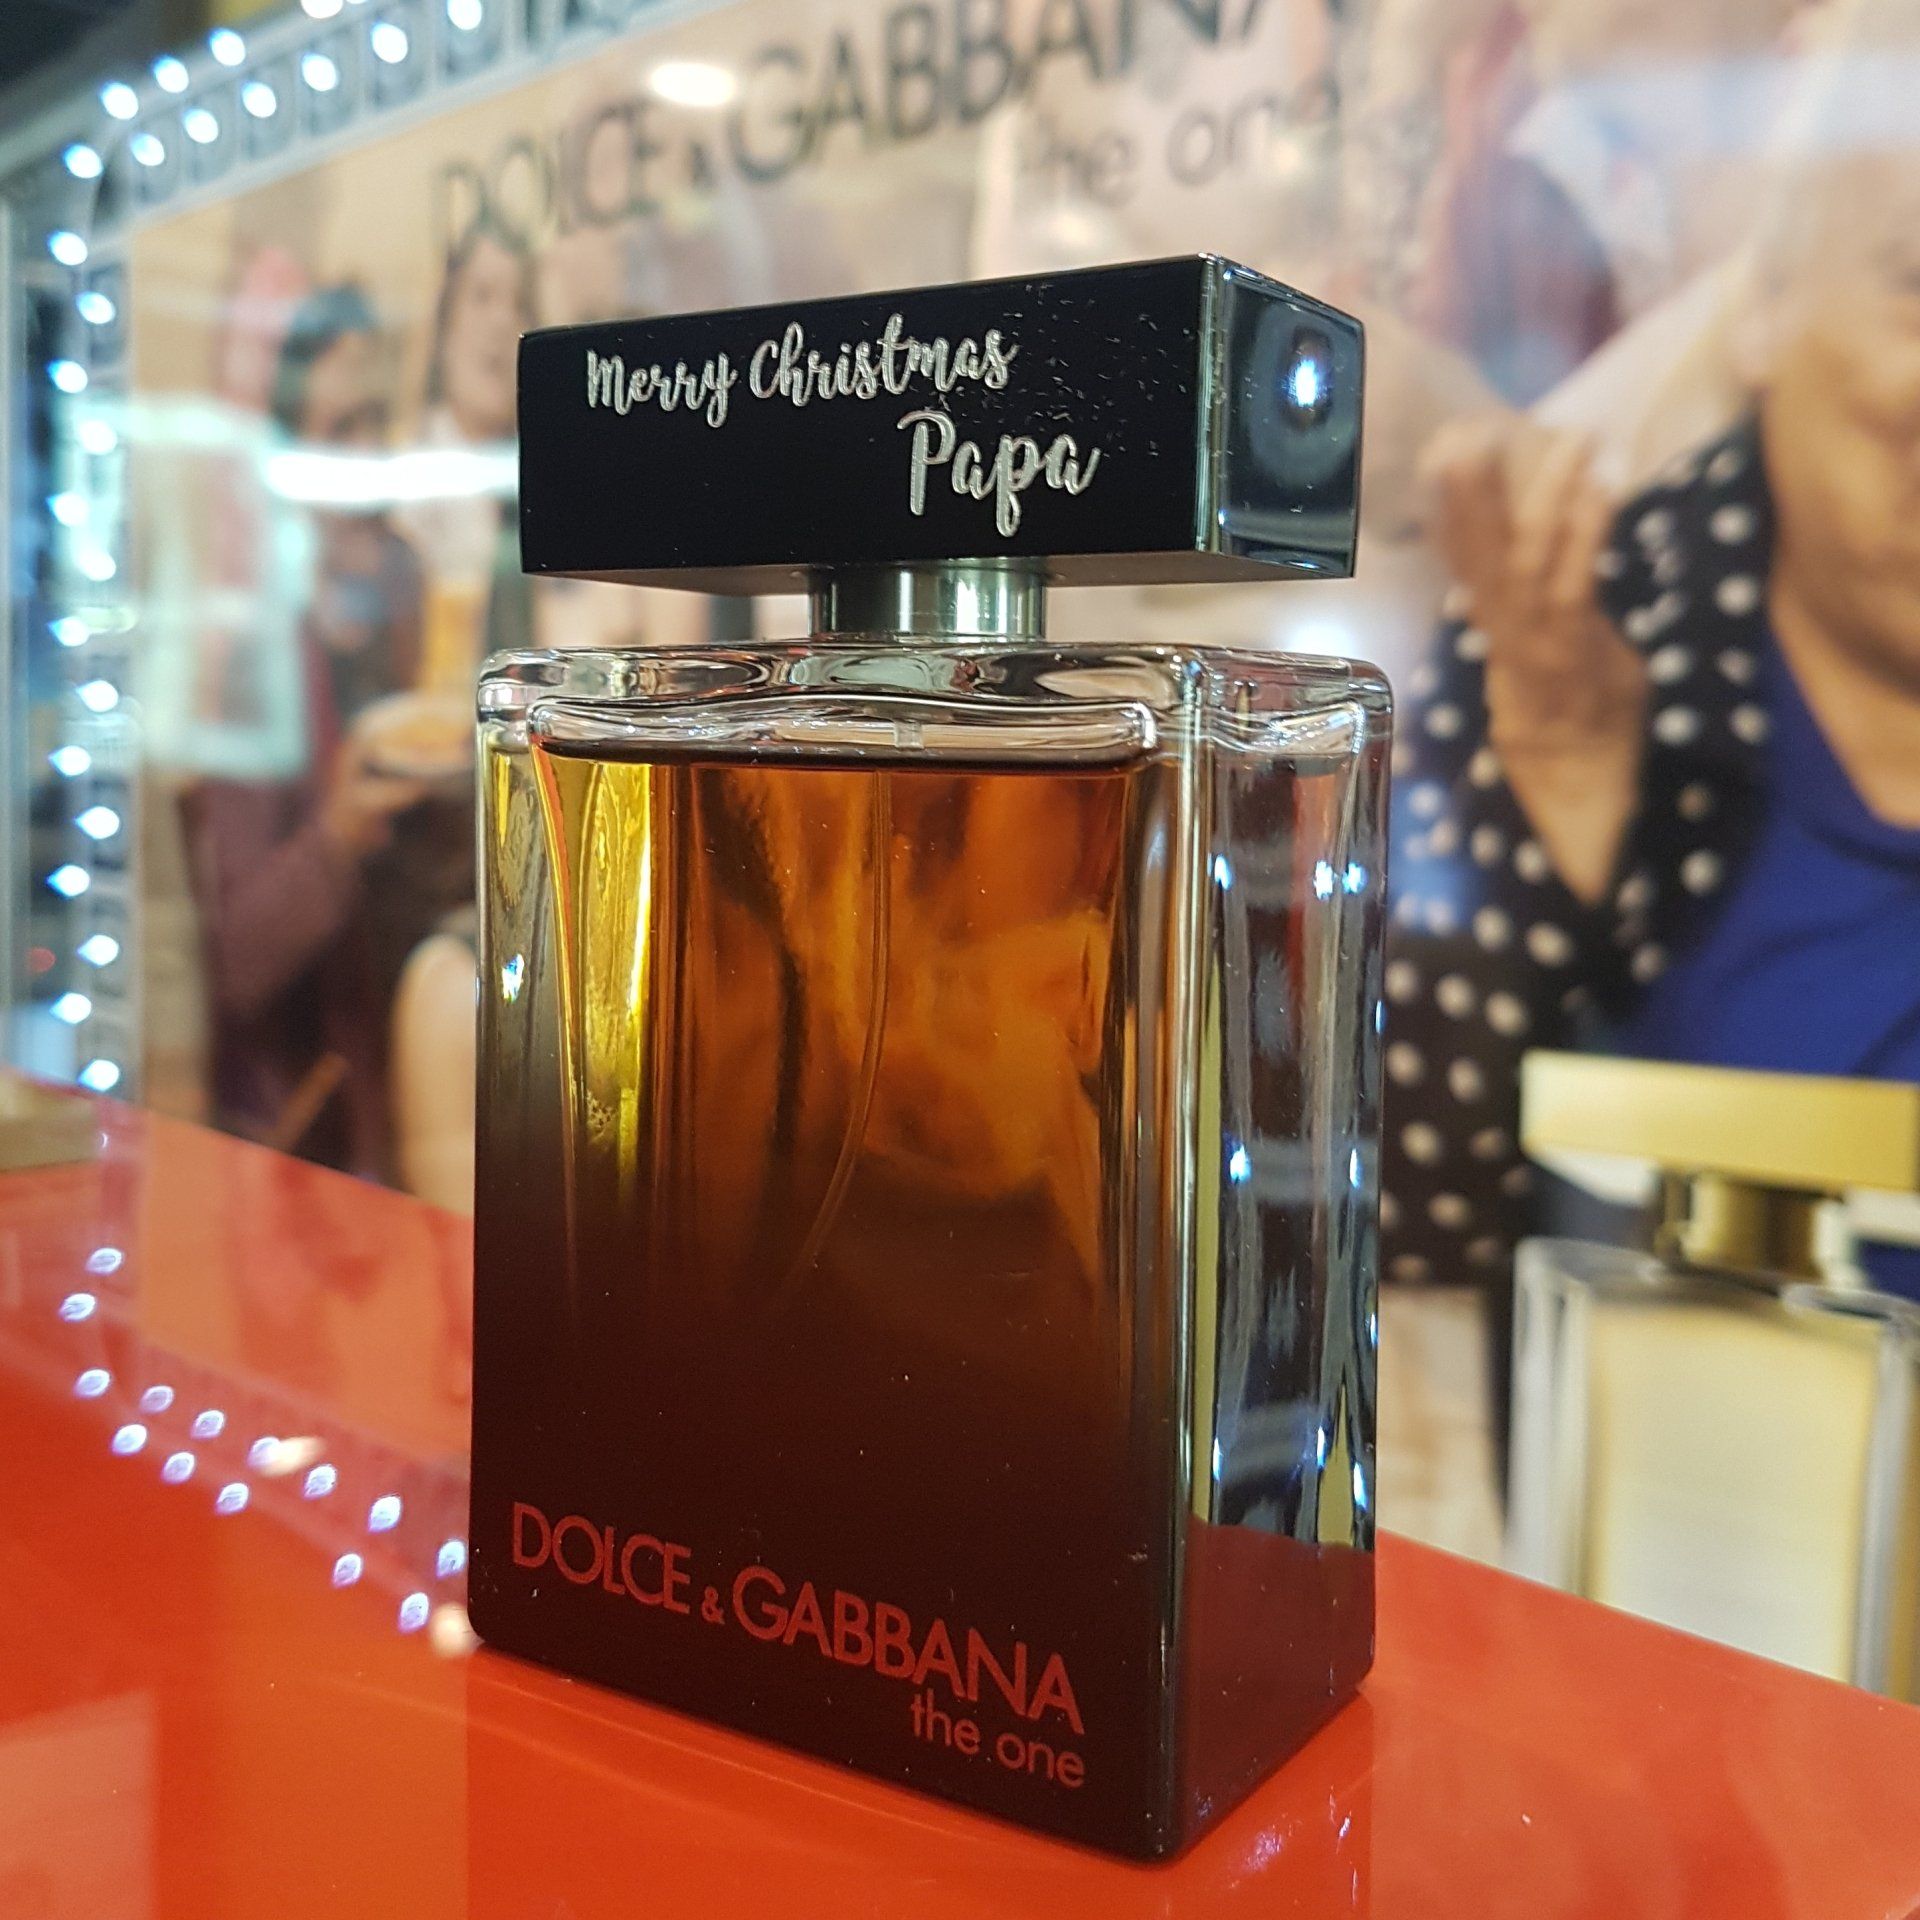 DOLCE & GABBANA
the one
Merry Christmas
Papa
DOLCE & GABBANA
the one